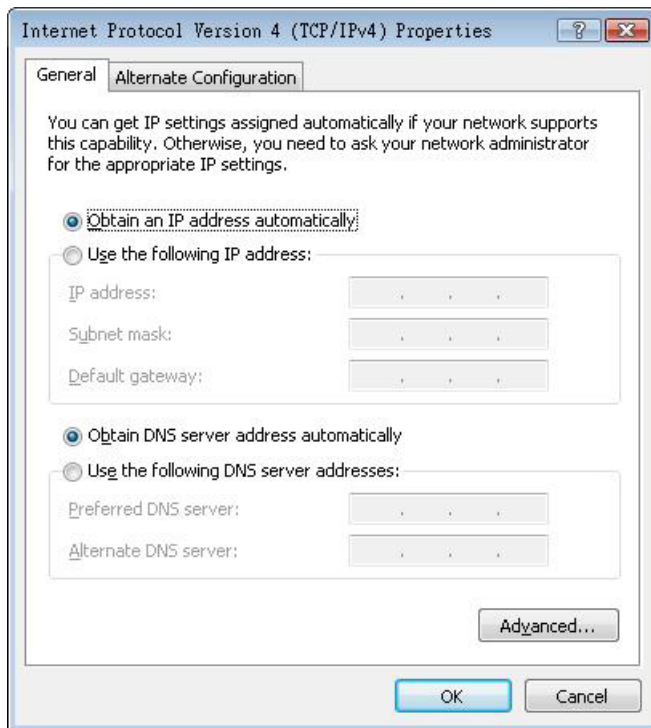 Internet Protocol Version 4 (TCP/IPv4) Properties
General
Alternate Configuration
You can get IP settings assigned automatically if your network supports
this capability. Otherwise, you need to ask your network administrator
for the appropriate IP settings.
Obtain an IP address automatically
Use the following IP address:
IP address:
Subnet mask:
Default gateway:
Obtain DNS server address automatically
Use the following DNS server addresses:
Preferred DNS server:
Alternate DNS server:
Advanced...
OK
Cancel